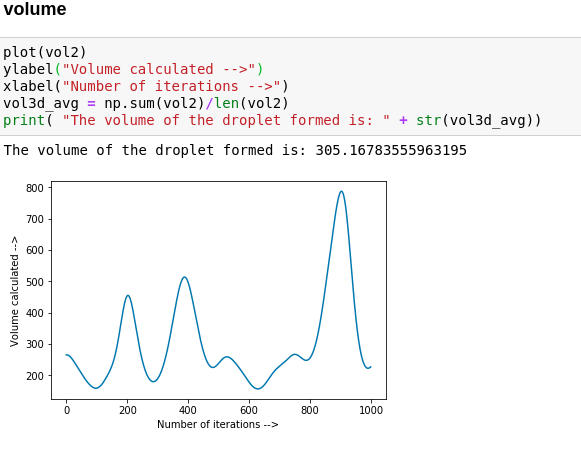 volume
plot(vol2)
ylabel("Volume calculated -->")
xlabel("Number of iterations -->")
vol3d_avg = np.sum(vol2)/len(vol2)
print( "The volume of the droplet formed is: " + str(vol3d_avg))
The volume of the droplet formed is: 305.16783555963195
800
700
600
500
400
300
200
Volume calculated -->
0 200 400 600 800 1000
Number of iterations -->